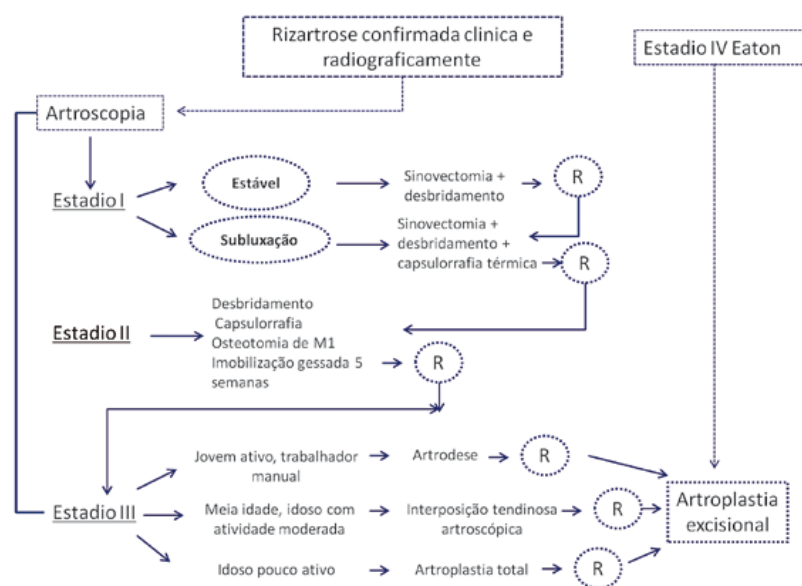 Rizartrose confirmada clinica e
radiograficamente
Estadio IV Eaton
Artroscopia
Estadio I
Estável
Sinovectomia +
desbridamento
R
Subluxação
Sinovectomia +
desbridamento +
capsulorrafia térmica
R
Estadio II
Desbridamento
Capsulorrafia
Osteotomia de M1
Imobilização gessada 5
semanas
R
Estadio III
Jovem ativo, trabalhador
manual
Artrodese
R
Meia idade, idoso com
atividade moderada
Interposição tendinosa
artroscópica
R
Idoso pouco ativo
Artroplastia total
R
Artroplastia
excisional